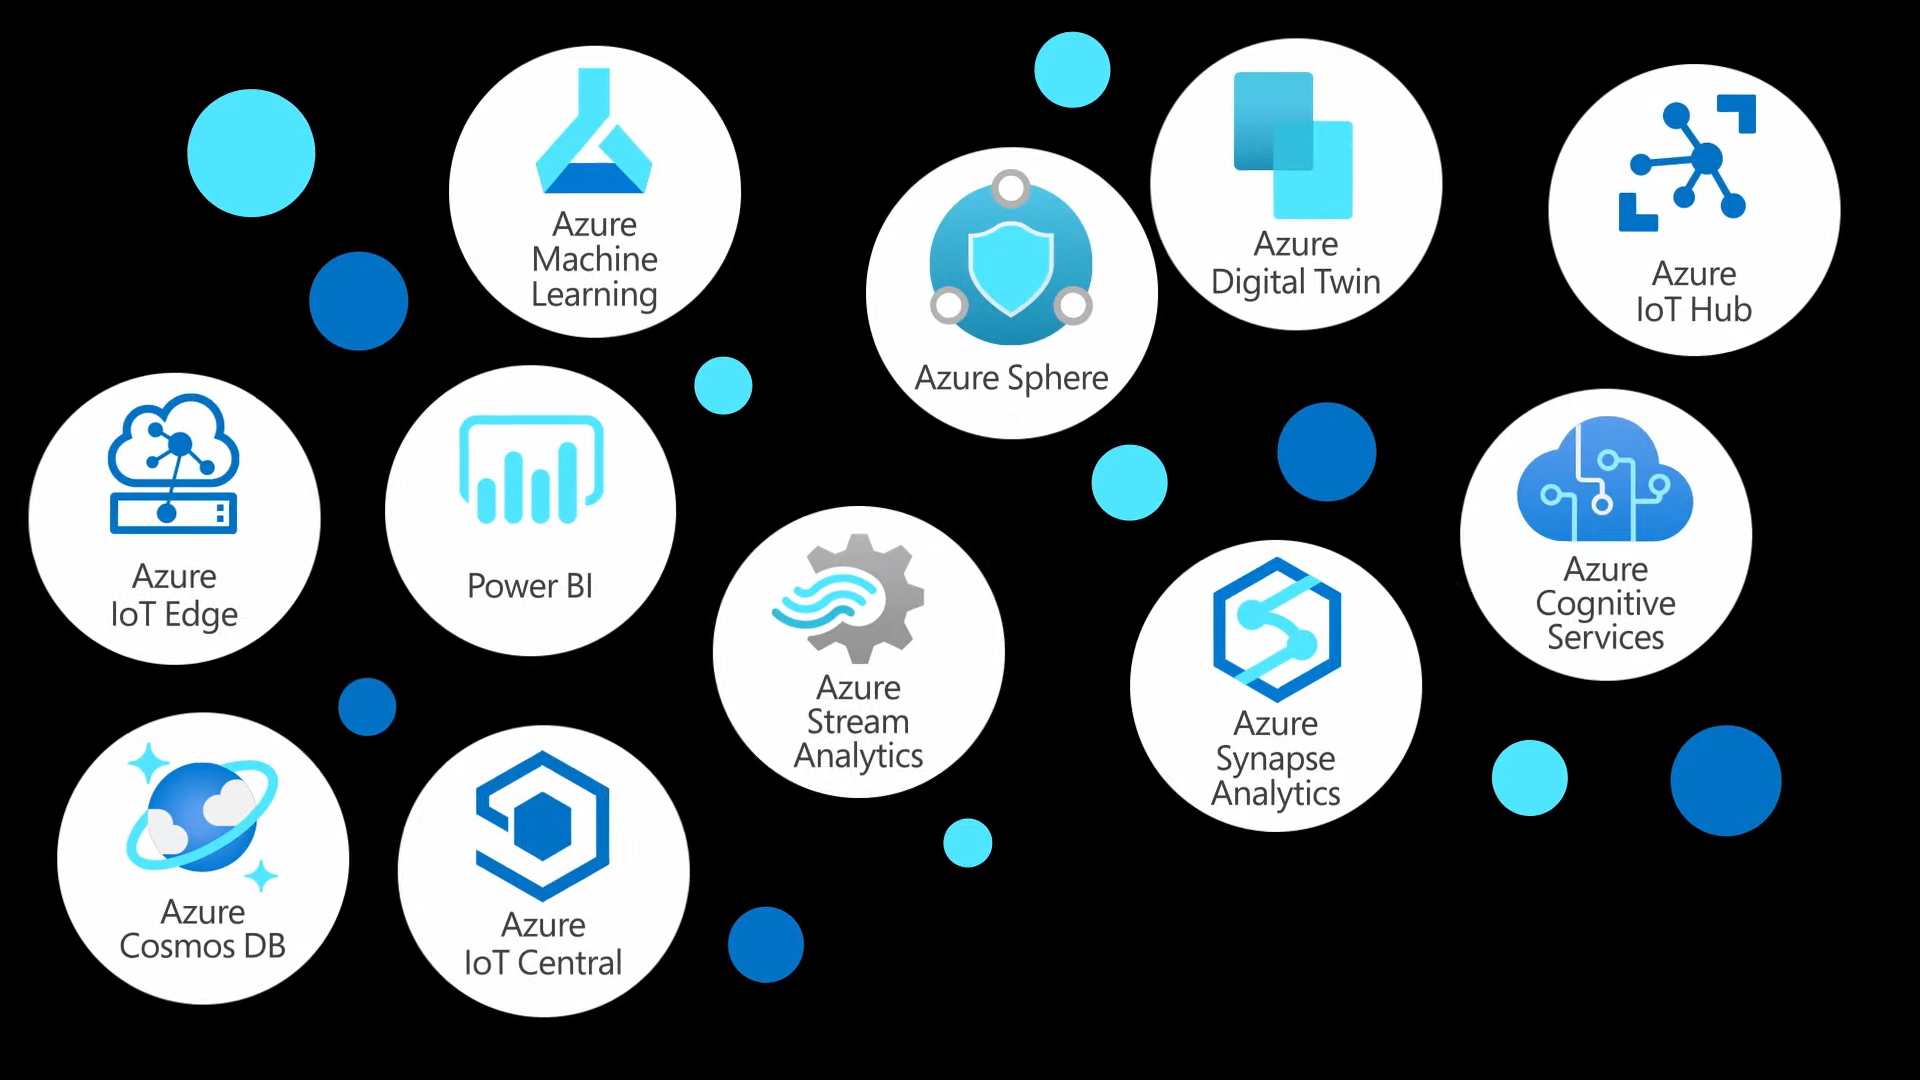 Azure
Machine
Learning
Azure Sphere
Azure
Digital Twin
Azure
IoT Hub
Azure
IoT Edge
Power BI
Azure
Stream
Analytics
Azure
Synapse
Analytics
Azure
Cognitive
Services
Azure
Cosmos DB
Azure
IoT Central